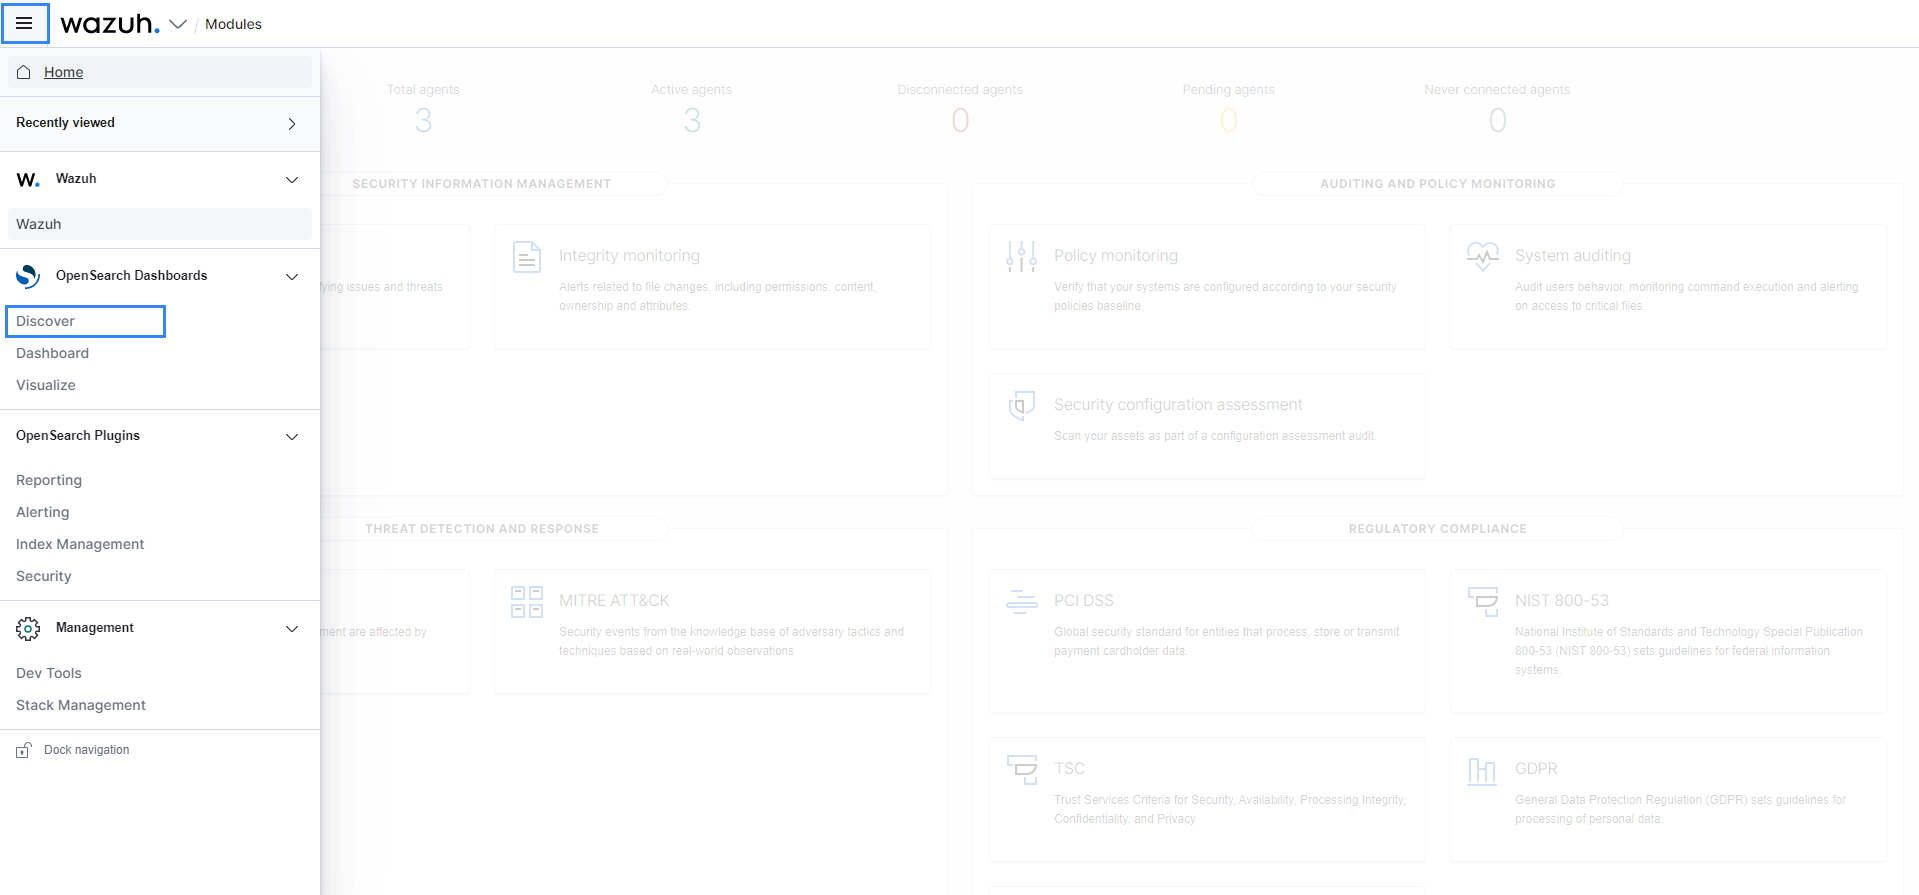 wazuh. / Modules
Home
Recently viewed
W. Wazuh
Wazuh
OpenSearch Dashboards
Discover
Dashboard
Visualize
OpenSearch Plugins
Reporting
Alerting
Index Management
Security
Management
Dev Tools
Stack Management
Dock navigation
Total agents
3
Active agents
3
Disconnected agents
0
Pending agents
0
Never connected agents
0
SECURITY INFORMATION MANAGEMENT
ying issues and threats
Integrity monitoring
Alerts related to file changes, including permissions, content,
ownership and attributes.
AUDITING AND POLICY MONITORING
Policy monitoring
Verify that your systems are configured according to your security
policies baseline.
System auditing
Audit users behavior, monitoring command execution and alerting
on access to critical files.
Security configuration assessment
Scan your assets as part of a configuration assessment audit.
THREAT DETECTION AND RESPONSE
ment are affected by
MITRE ATT&CK
Security events from the knowledge base of adversary tactics and
techniques based on real-world observations
REGULATORY COMPLIANCE
PCI DSS
Global security standard for entities that process, store or transmit
payment cardholder data.
NIST 800-53
National Institute of Standards and Technology Special Publication
800-53 (NIST 800-53) sets guidelines for federal information
systems.
TSC
Trust Services Criteria for Security, Availability, Processing Integrity,
Confidentiality, and Privacy
GDPR
General Data Protection Regulation (GDPR) sets guidelines for
processing of personal data.